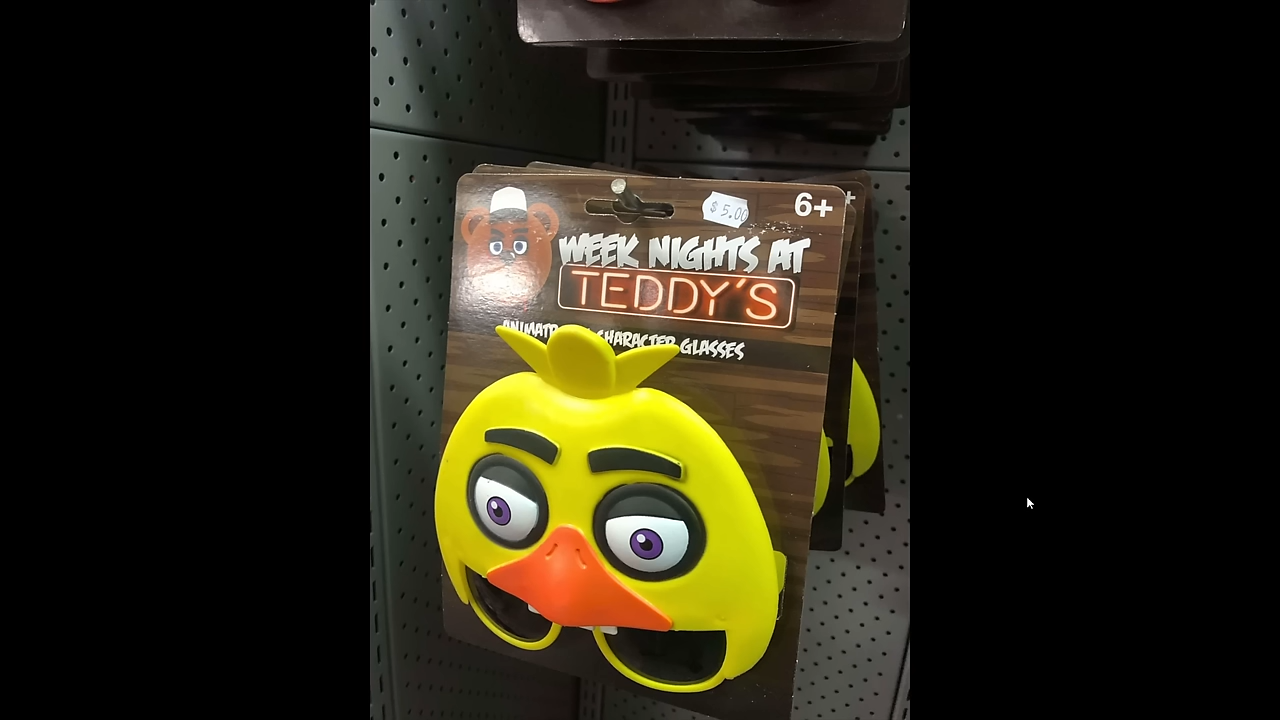 $5.00
6+
WEEK NIGHTS AT
TEDDY'S
CHARACTER GLASSES